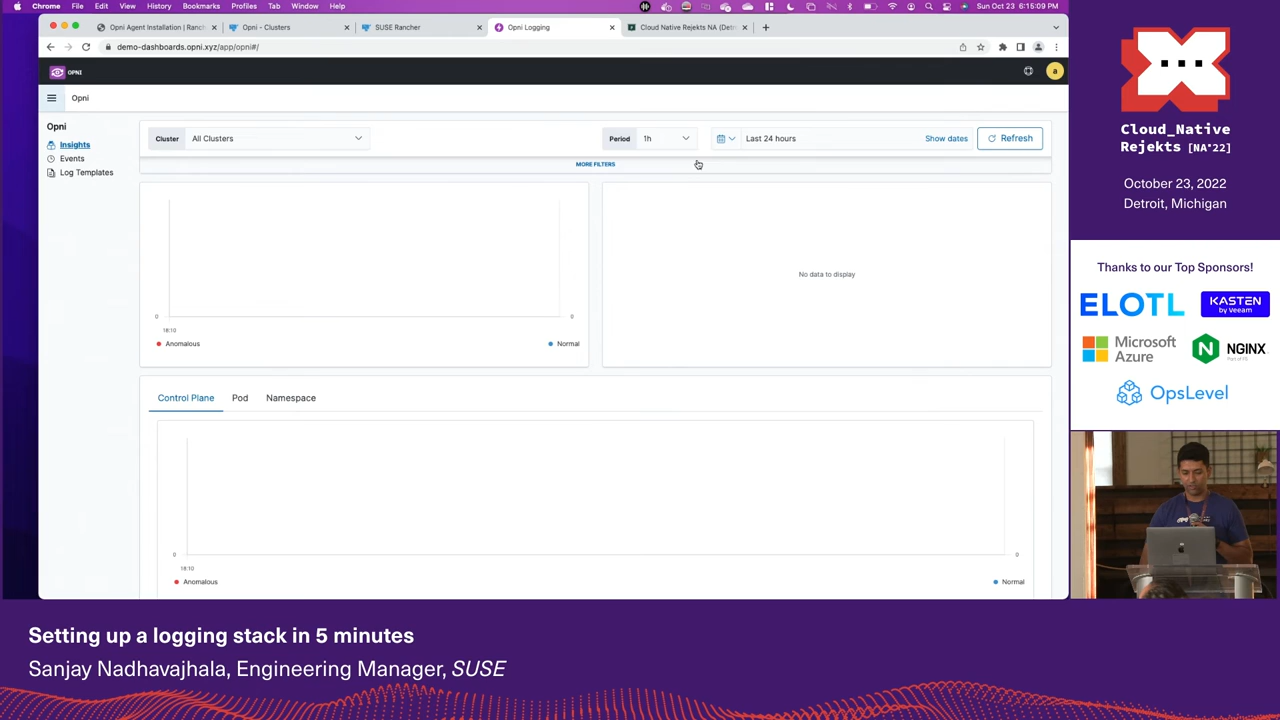 Chrome File Edit View History Bookmarks Profiles Tab Window Help
Sun Oct 23 6:15:09 PM
Opni Agent Installation | Ranch
Opni - Clusters
SUSE Rancher
Opni Logging
Cloud Native Rejekts NA (Detr
demo-dashboards.opni.xyz/app/opni#/
OPNI
a
Opni
Opni
Insights
Events
Log Templates
Cluster All Clusters
Period 1h
Last 24 hours
Show dates
Refresh
MORE FILTERS
0
0
18:10
Anomalous
Normal
No data to display
Control Plane Pod Namespace
0
0
18:10
Anomalous
Normal
Cloud_Native
Rejekts [NA'22]
October 23, 2022
Detroit, Michigan
Thanks to our Top Sponsors!
ELOTL
KASTEN
by Veeam
Microsoft
Azure
N
NGINX
Part of F5
OpsLevel
Setting up a logging stack in 5 minutes
Sanjay Nadhavajhala, Engineering Manager, SUSE